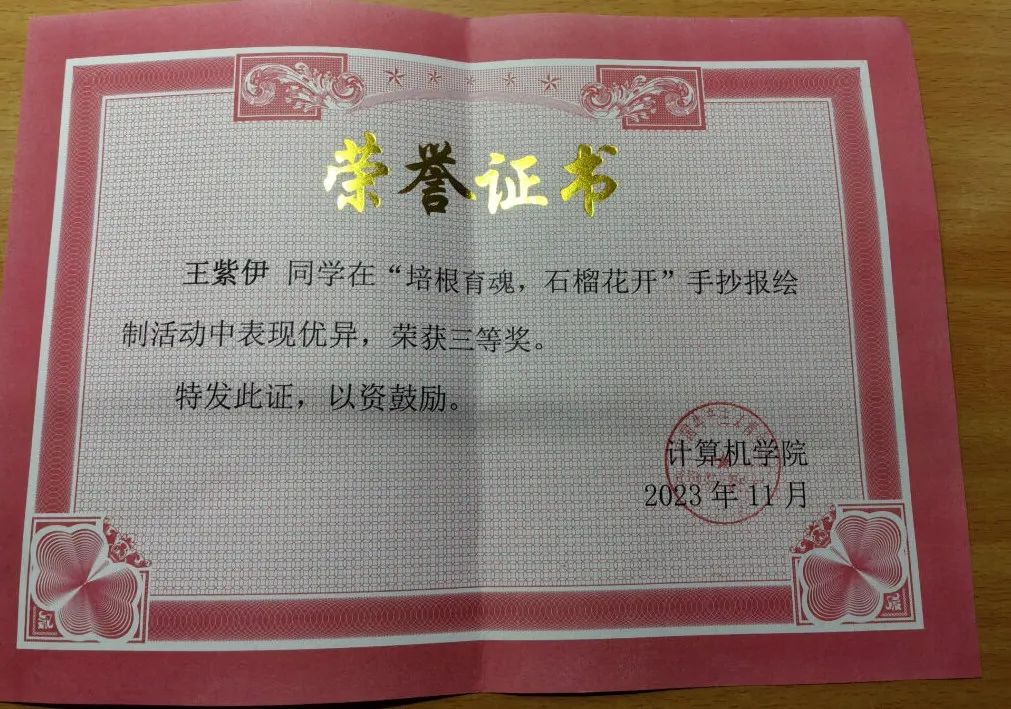 荣誉证书
王紫伊 同学在“培根育魂，石榴花开”手抄报绘
制活动中表现优异，荣获三等奖。
特发此证，以资鼓励。
计算机学院
2023 年 11 月